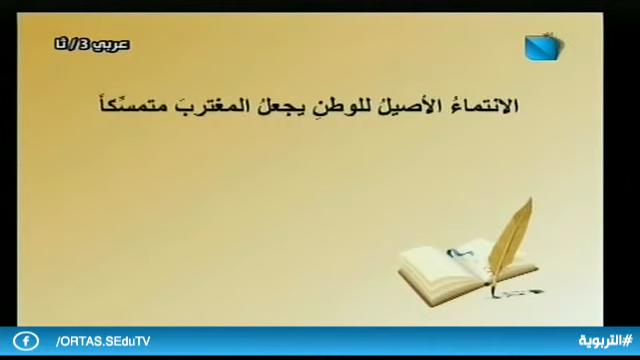 عربي 3/ثا
الانتماءُ الأصيلُ للوطنِ يجعلُ المغتربَ متمسِّكاً
/ORTAS.SEduTV
#التربوية